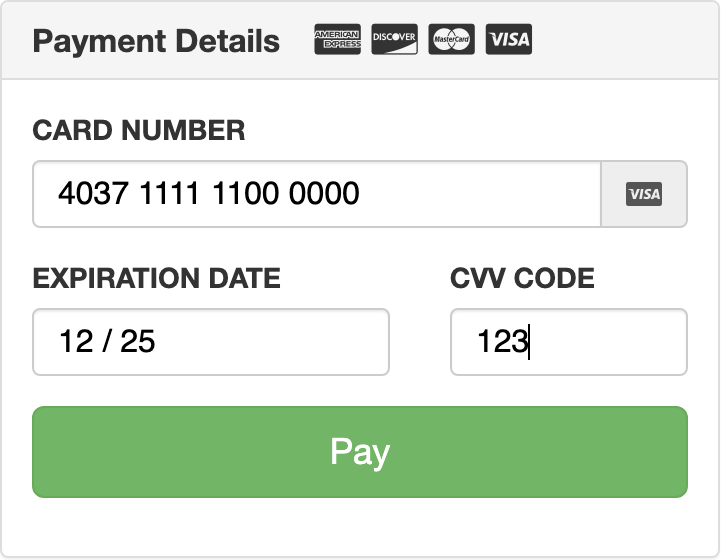 Payment Details AMERICAN EXPRESS DISCOVER MasterCard VISA
CARD NUMBER
4037 1111 1100 0000 VISA
EXPIRATION DATE CVV CODE
12 / 25 123
Pay